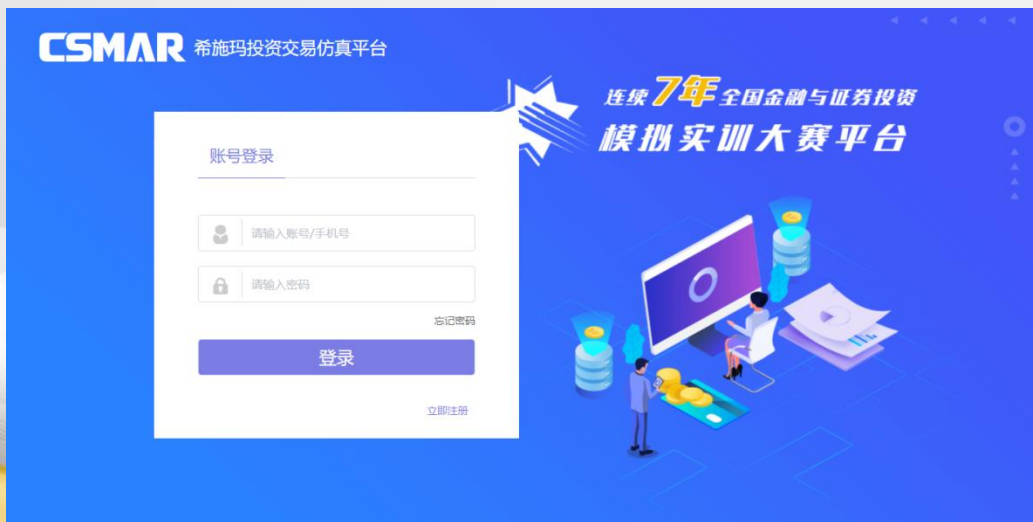 CSMAR 希施玛投资交易仿真平台
连续7年全国金融与证券投资
模拟实训大赛平台
账号登录
请输入账号/手机号
请输入密码
忘记密码
登录
立即注册